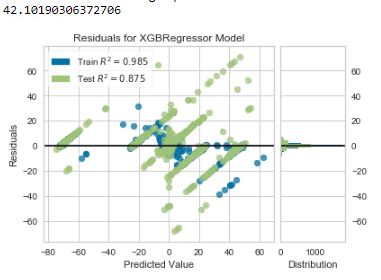 42.10190306372706
Residuals for XGBRegressor Model
Train R² = 0.985
Test R² = 0.875
Residuals
60
40
20
0
−20
−40
−60
60
40
20
0
−20
−40
−60
−80 −60 −40 −20 0 20 40 60
0 1000
Predicted Value
Distribution